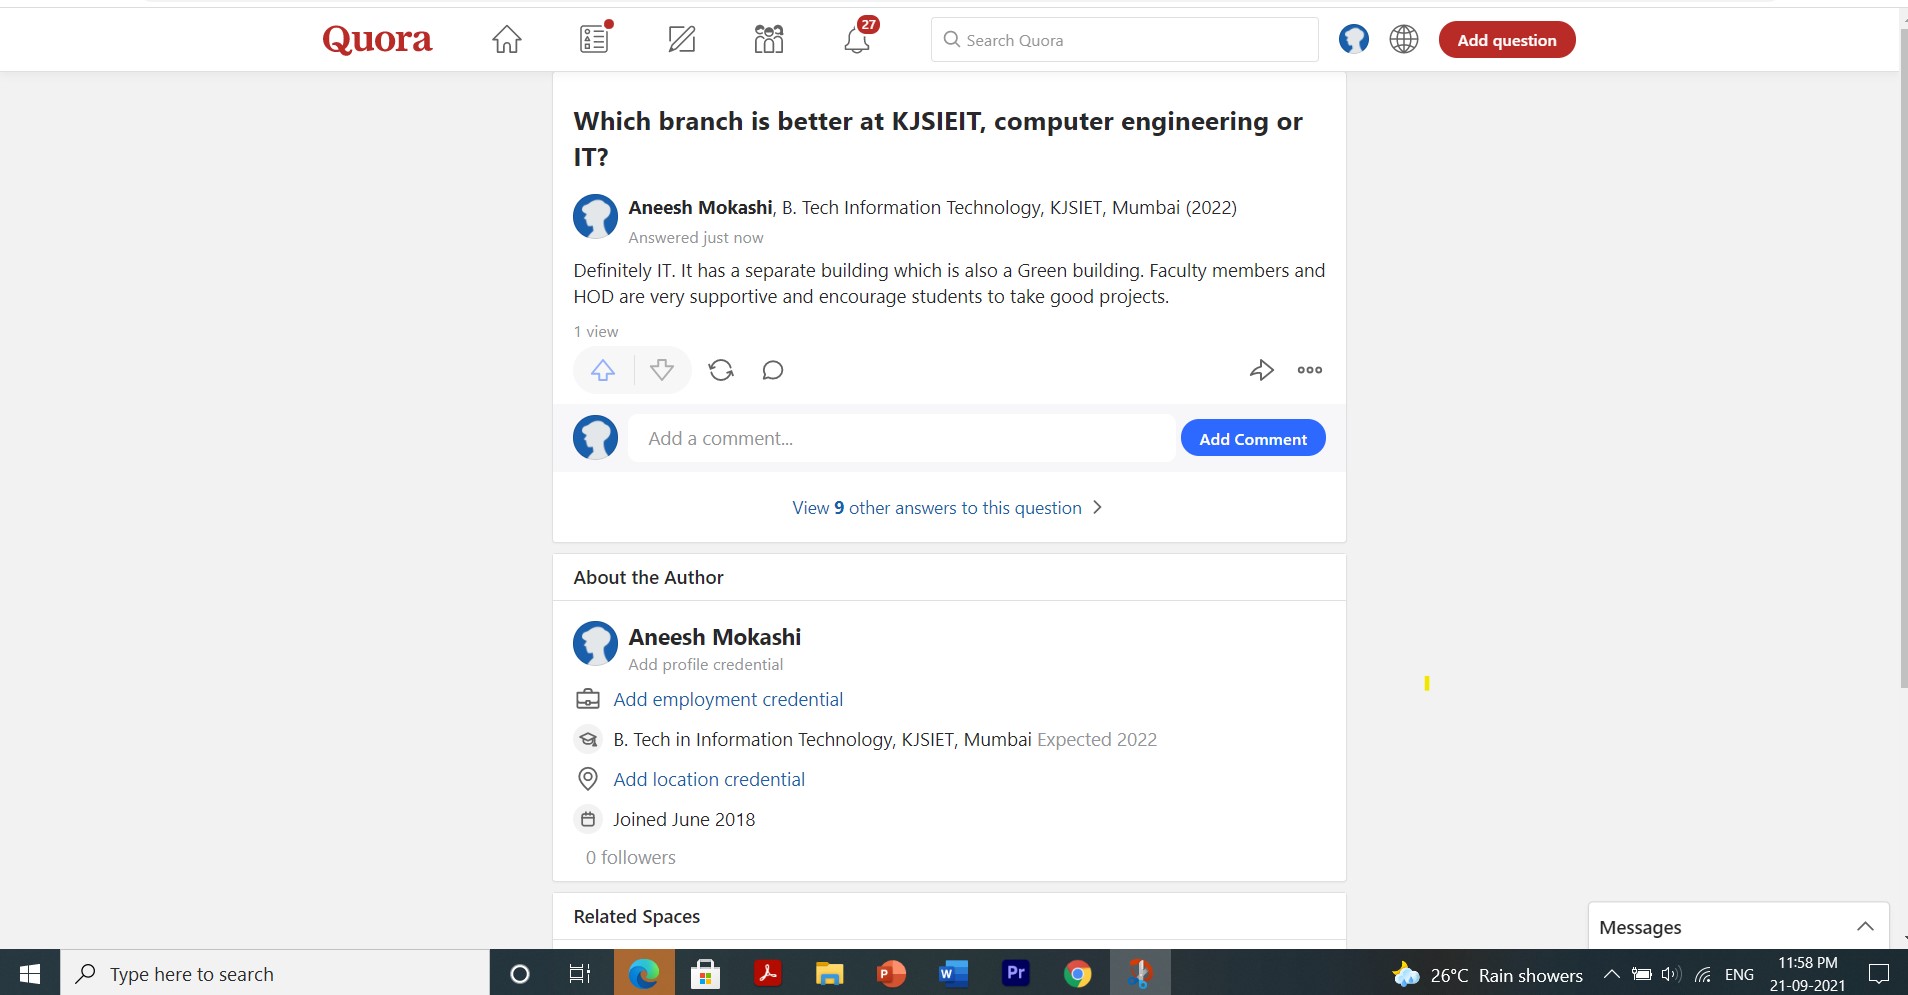 Quora
27
Search Quora
Add question
Which branch is better at KJSIEIT, computer engineering or
IT?
Aneesh Mokashi, B. Tech Information Technology, KJSIET, Mumbai (2022)
Answered just now
Definitely IT. It has a separate building which is also a Green building. Faculty members and
HOD are very supportive and encourage students to take good projects.
1 view
Add a comment...
Add Comment
View 9 other answers to this question
About the Author
Aneesh Mokashi
Add profile credential
Add employment credential
B. Tech in Information Technology, KJSIET, Mumbai Expected 2022
Add location credential
Joined June 2018
0 followers
Related Spaces
Messages
Type here to search
P
W
Pr
26°C Rain showers
ENG
11:58 PM
21-09-2021